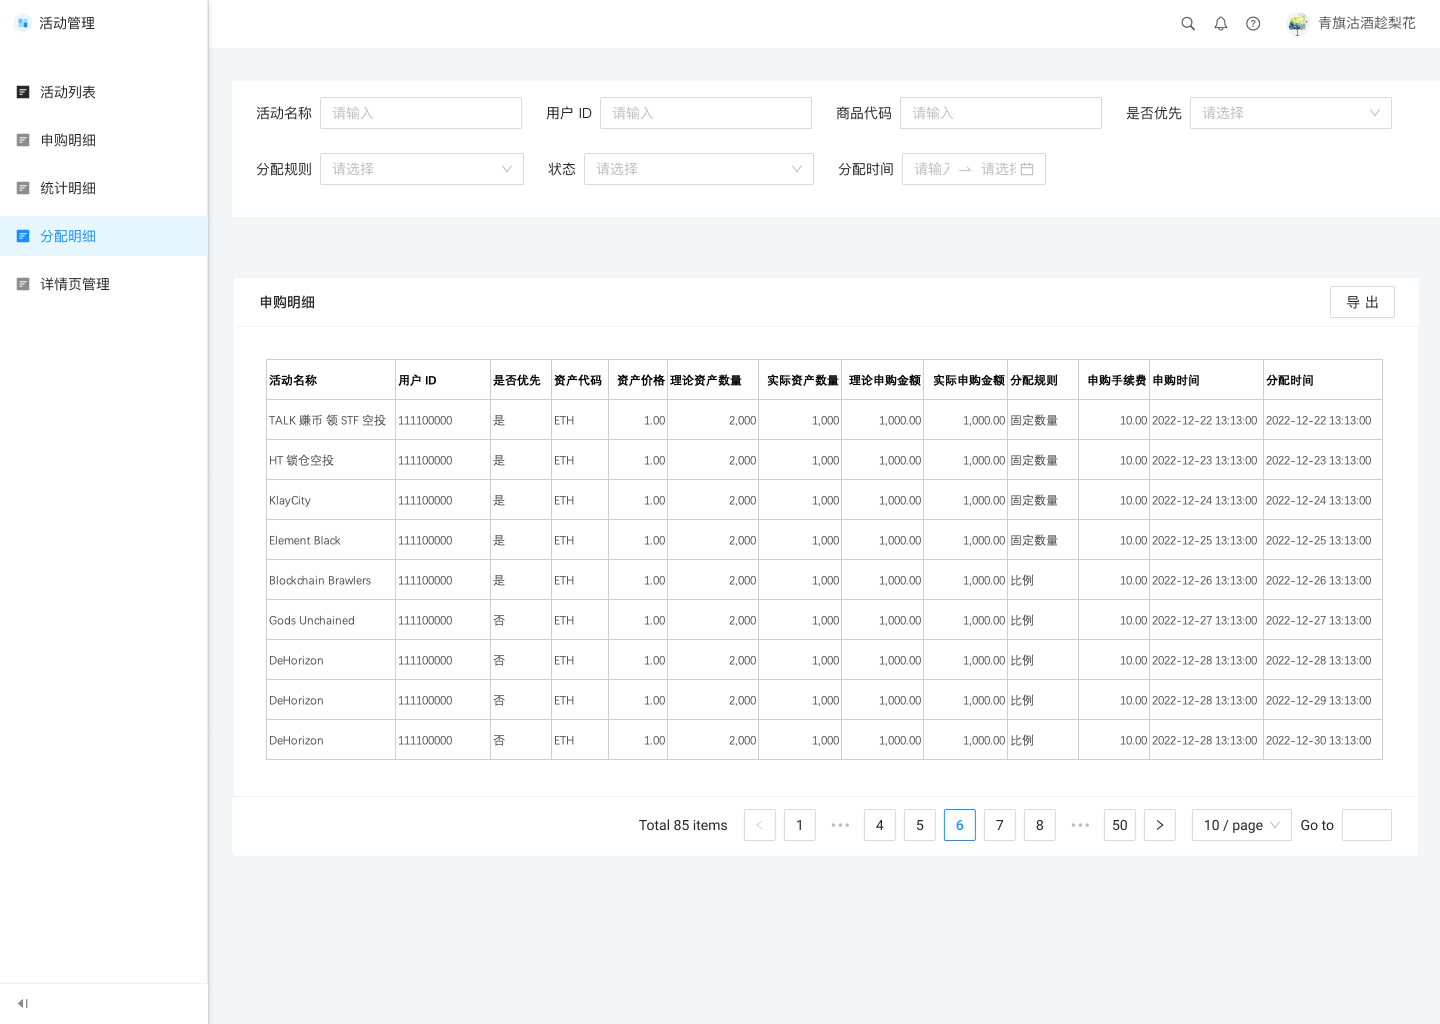 活动管理
青旗沽酒趁梨花
活动列表
申购明细
统计明细
分配明细
详情页管理
活动名称 请输入 用户 ID 请输入 商品代码 请输入 是否优先 请选择
分配规则 请选择 状态 请选择 分配时间 请输入 请选择
申购明细 导 出
活动名称 用户 ID 是否优先 资产代码 资产价格 理论资产数量 实际资产数量 理论申购金额 实际申购金额 分配规则 申购手续费 申购时间 分配时间
TALK 赚币 领 STF 空投 111100000 是 ETH 1.00 2,000 1,000 1,000.00 1,000.00 固定数量 10.00 2022-12-22 13:13:00 2022-12-22 13:13:00
HT 锁仓空投 111100000 是 ETH 1.00 2,000 1,000 1,000.00 1,000.00 固定数量 10.00 2022-12-23 13:13:00 2022-12-23 13:13:00
KlayCity 111100000 是 ETH 1.00 2,000 1,000 1,000.00 1,000.00 固定数量 10.00 2022-12-24 13:13:00 2022-12-24 13:13:00
Element Black 111100000 是 ETH 1.00 2,000 1,000 1,000.00 1,000.00 固定数量 10.00 2022-12-25 13:13:00 2022-12-25 13:13:00
Blockchain Brawlers 111100000 是 ETH 1.00 2,000 1,000 1,000.00 1,000.00 比例 10.00 2022-12-26 13:13:00 2022-12-26 13:13:00
Gods Unchained 111100000 否 ETH 1.00 2,000 1,000 1,000.00 1,000.00 比例 10.00 2022-12-27 13:13:00 2022-12-27 13:13:00
DeHorizon 111100000 否 ETH 1.00 2,000 1,000 1,000.00 1,000.00 比例 10.00 2022-12-28 13:13:00 2022-12-28 13:13:00
DeHorizon 111100000 否 ETH 1.00 2,000 1,000 1,000.00 1,000.00 比例 10.00 2022-12-28 13:13:00 2022-12-29 13:13:00
DeHorizon 111100000 否 ETH 1.00 2,000 1,000 1,000.00 1,000.00 比例 10.00 2022-12-28 13:13:00 2022-12-30 13:13:00
Total 85 items 1 ••• 4 5 6 7 8 ••• 50 10 / page Go to